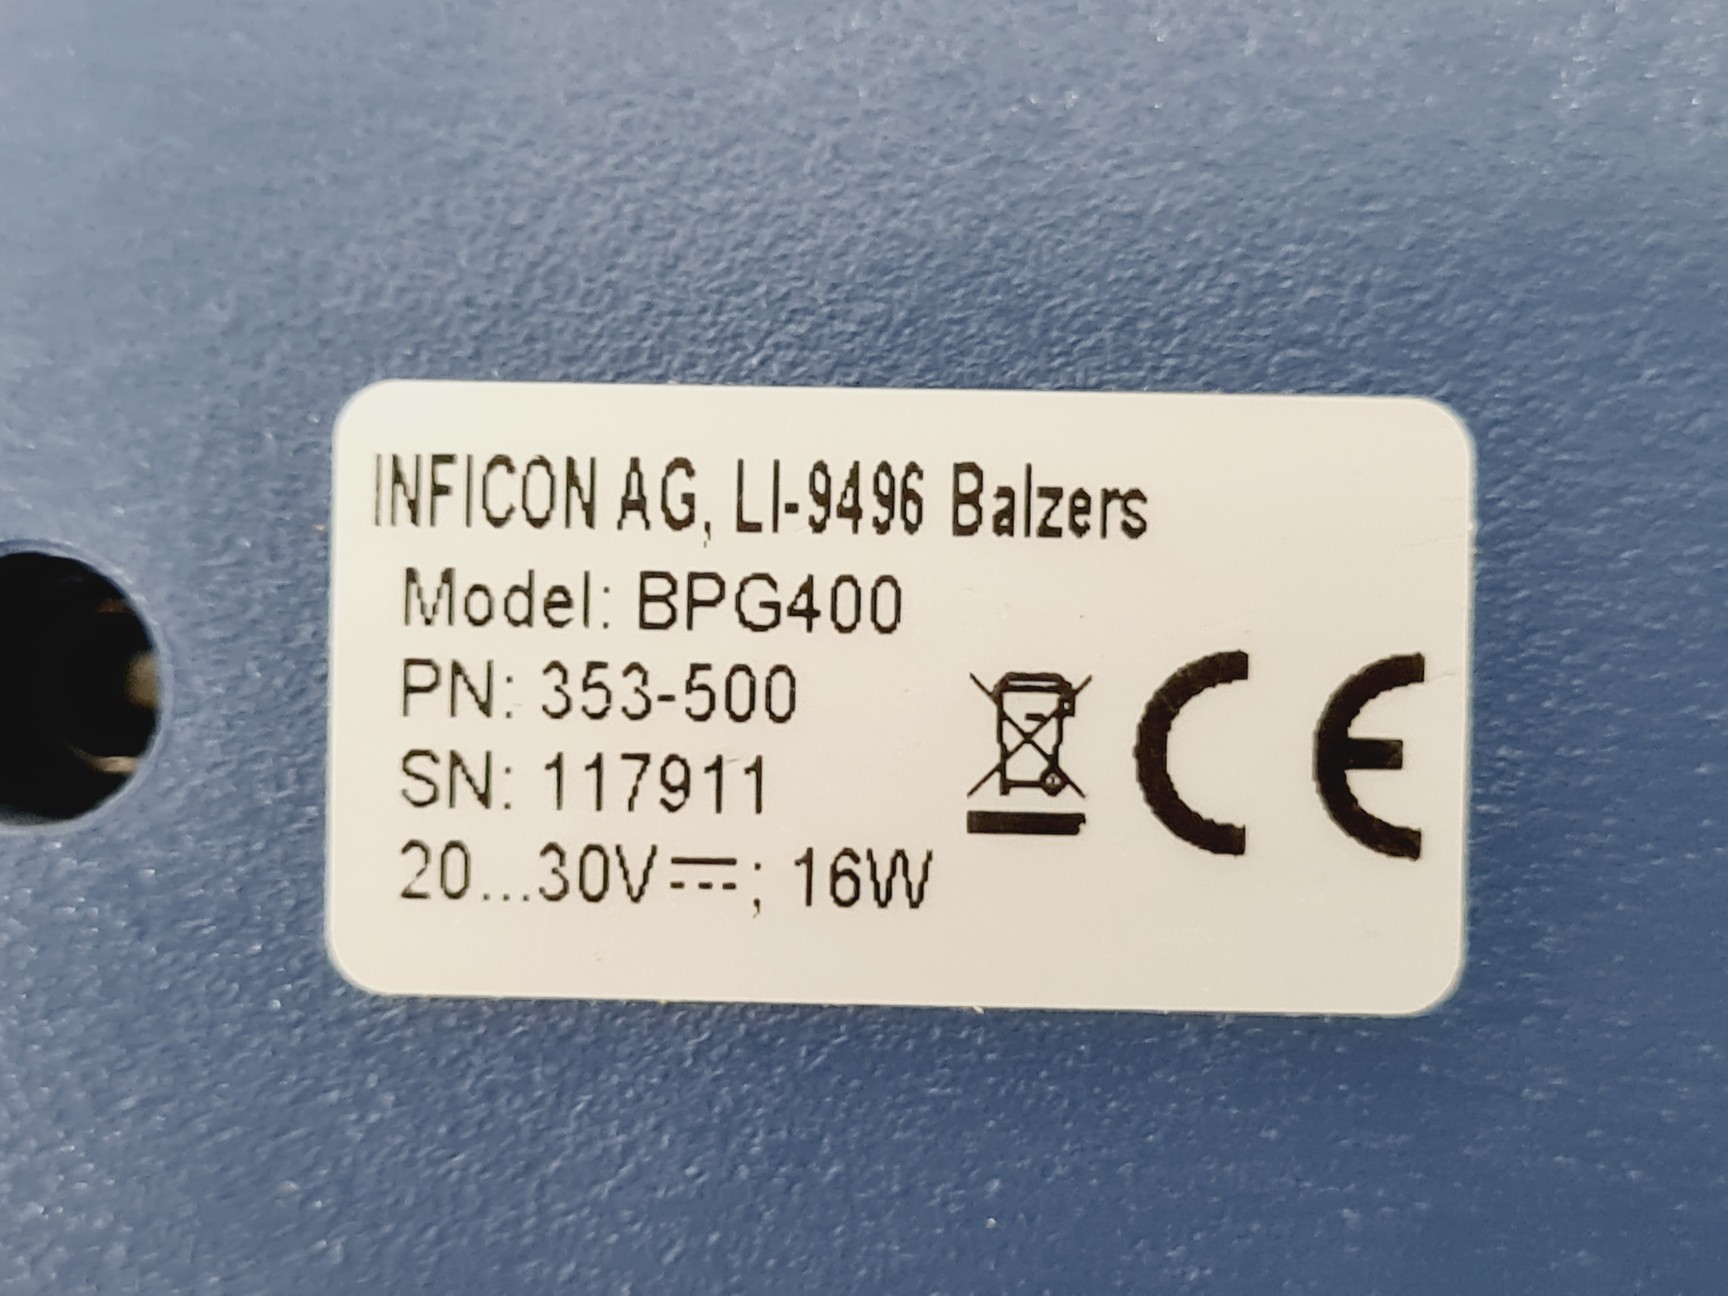 INFICON AG, LI-9496 Balzers
Model: BPG400
PN: 353-500
SN: 117911
20...30V⎓; 16W
CE